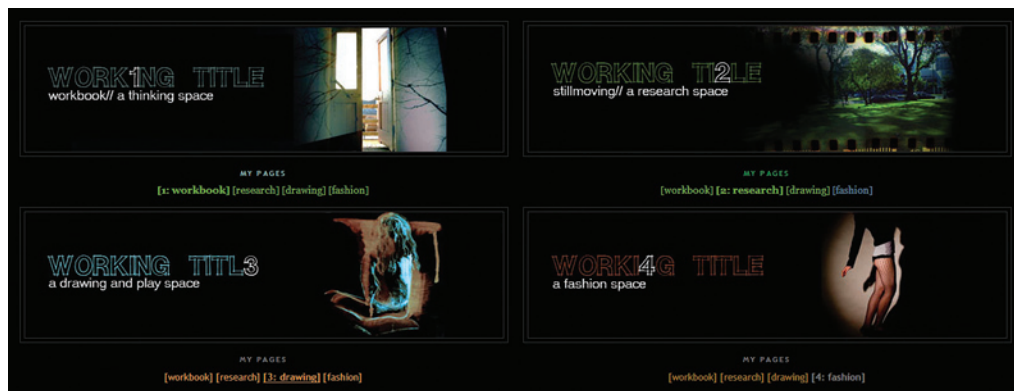 WORK1NG TITLE
workbook// a thinking space
MY PAGES
[1: workbook] [research] [drawing] [fashion]
WORKING TI2LE
stillmoving// a research space
MY PAGES
[workbook] [2: research] [drawing] [fashion]
WORKING TITL3
a drawing and play space
MY PAGES
[workbook] [research] [3: drawing] [fashion]
WORKI4G TITLE
a fashion space
MY PAGES
[workbook] [research] [drawing] [4: fashion]